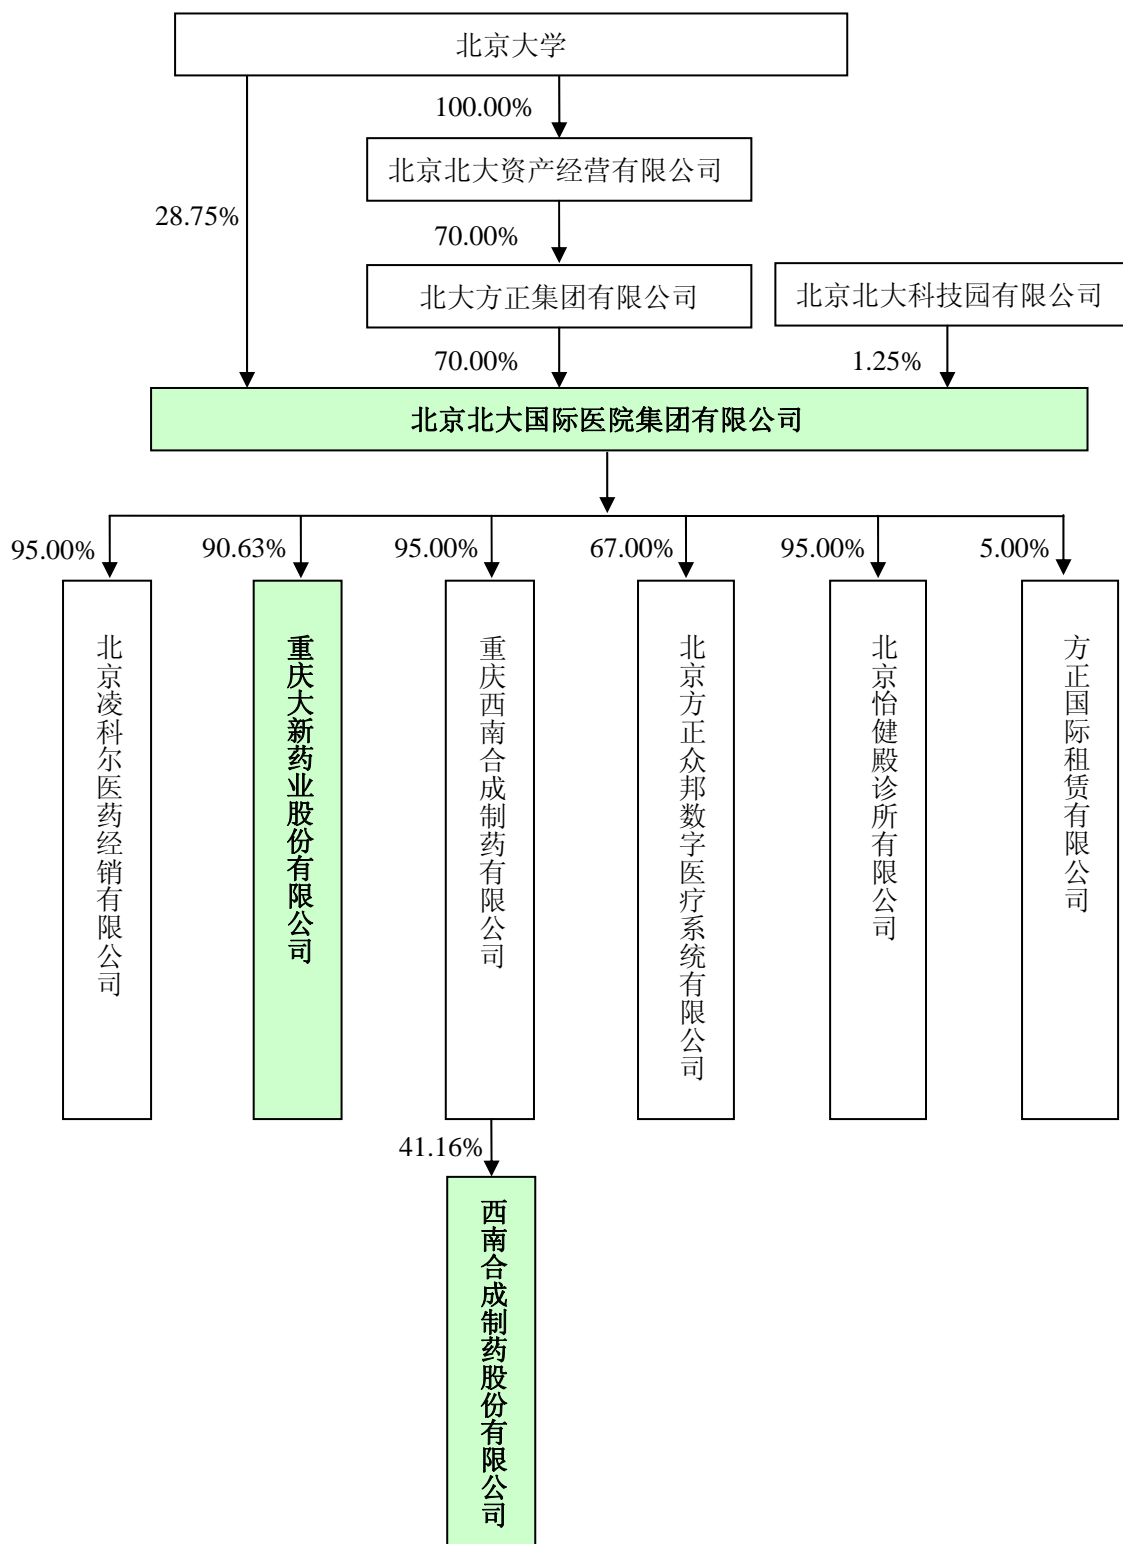 北京大学
100.00%
北京北大资产经营有限公司
28.75%
70.00%
北大方正集团有限公司
北京北大科技园有限公司
70.00%
1.25%
北京北大国际医院集团有限公司
95.00%
90.63%
95.00%
67.00%
95.00%
5.00%
北京凌科尔医药经销有限公司
重庆大新药业股份有限公司
重庆西南合成制药有限公司
北京方正众邦数字医疗系统有限公司
北京怡健殿诊所有限公司
方正国际租赁有限公司
41.16%
西南合成制药股份有限公司